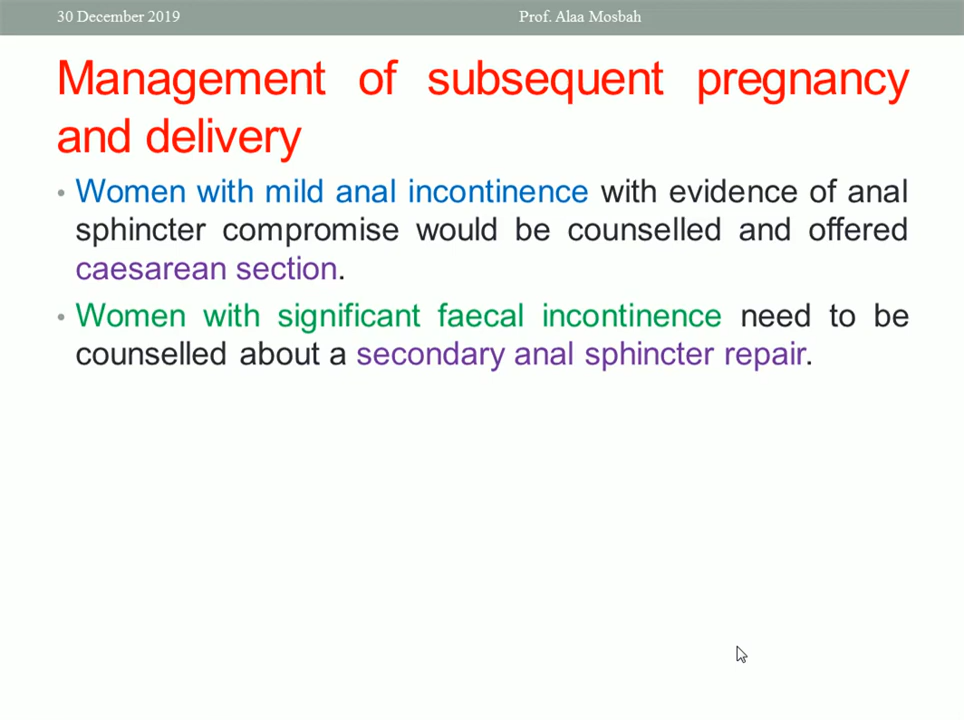 30 December 2019 Prof. Alaa Mosbah
Management of subsequent pregnancy
and delivery
• Women with mild anal incontinence with evidence of anal
sphincter compromise would be counselled and offered
caesarean section.
• Women with significant faecal incontinence need to be
counselled about a secondary anal sphincter repair.